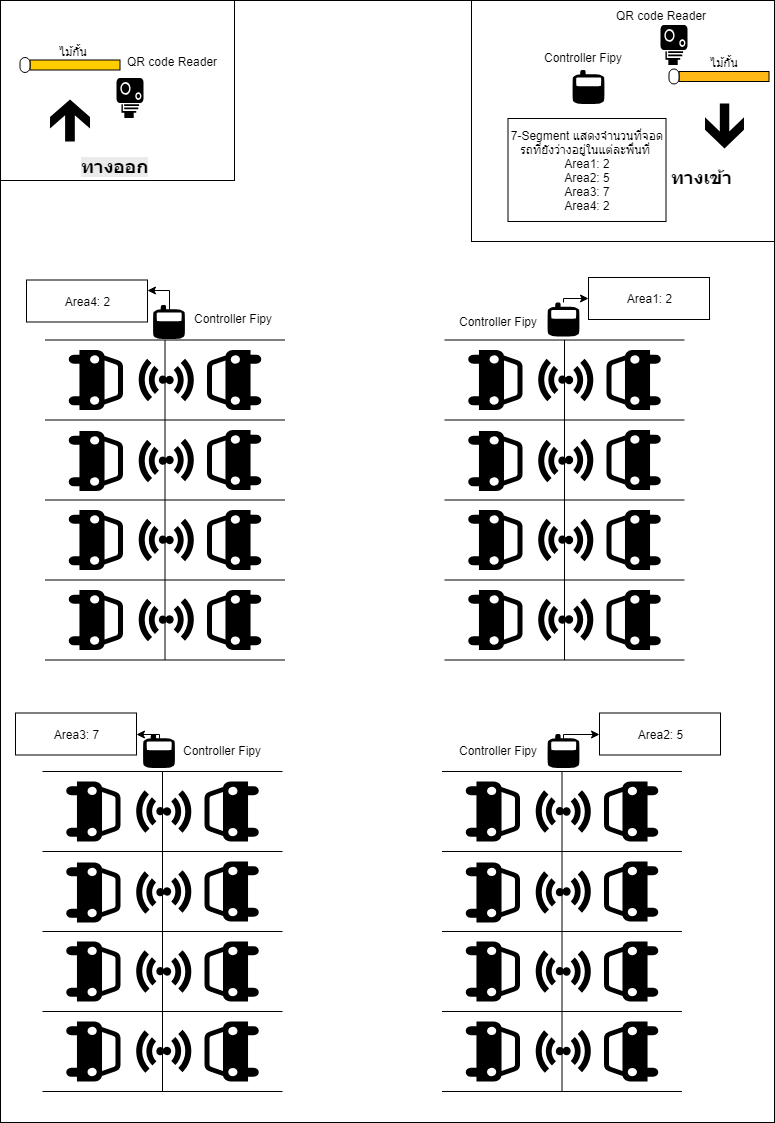 ไม้กั้น
QR code Reader
ทางออก
QR code Reader
Controller Fipy
ไม้กั้น
7-Segment แสดงจำนวนที่จอด
รถที่ยังว่างอยู่ในแต่ละพื้นที่
Area1: 2
Area2: 5
Area3: 7
Area4: 2
ทางเข้า
Area4: 2
Controller Fipy
Area1: 2
Controller Fipy
Area3: 7
Controller Fipy
Area2: 5
Controller Fipy